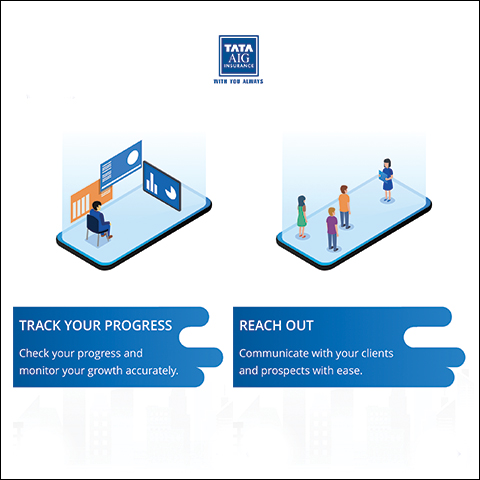 TATA
AIG
INSURANCE
WITH YOU ALWAYS
TRACK YOUR PROGRESS
Check your progress and
monitor your growth accurately.
REACH OUT
Communicate with your clients
and prospects with ease.